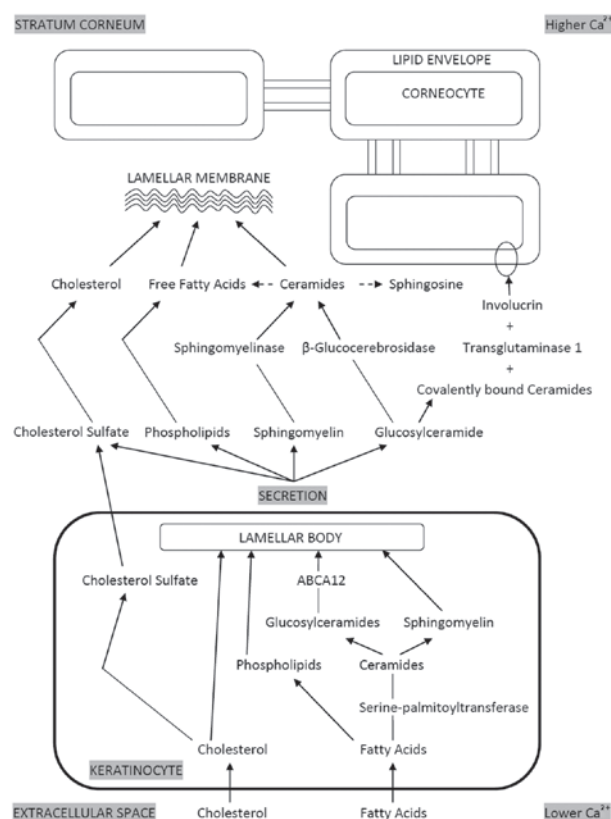 STRATUM CORNEUM Higher Ca²⁺
LIPID ENVELOPE
CORNEOCYTE
LAMELLAR MEMBRANE
Cholesterol Free Fatty Acids Ceramides Sphingosine
Involucrin
+
Sphingomyelinase β-Glucocerebrosidase Transglutaminase 1
+
Covalently bound Ceramides
Cholesterol Sulfate Phospholipids Sphingomyelin Glucosylceramide
SECRETION
LAMELLAR BODY
Cholesterol Sulfate ABCA12
Glucosylceramides Sphingomyelin
Phospholipids Ceramides
Serine-palmitoyltransferase
Cholesterol Fatty Acids
KERATINOCYTE
EXTRACELLULAR SPACE Cholesterol Fatty Acids Lower Ca²⁺